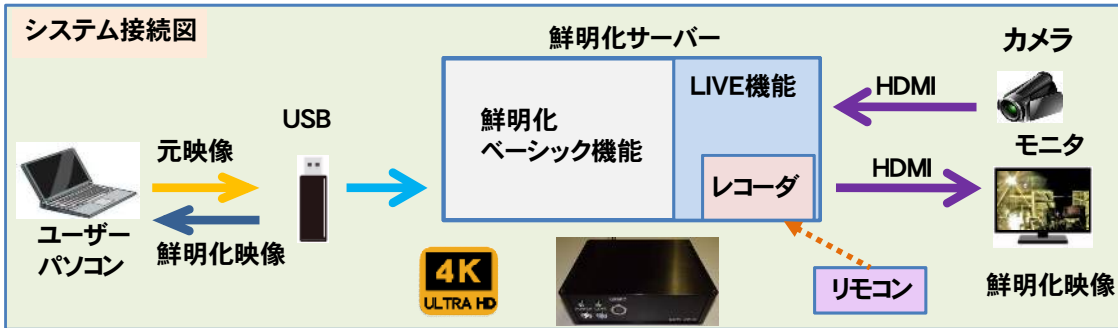 システム接続図
鮮明化サーバー
カメラ
LIVE機能
HDMI
USB
鮮明化
ベーシック機能
元映像
モニタ
レコーダ
HDMI
ユーザー
パソコン
鮮明化映像
4K
ULTRA HD
リモコン
鮮明化映像